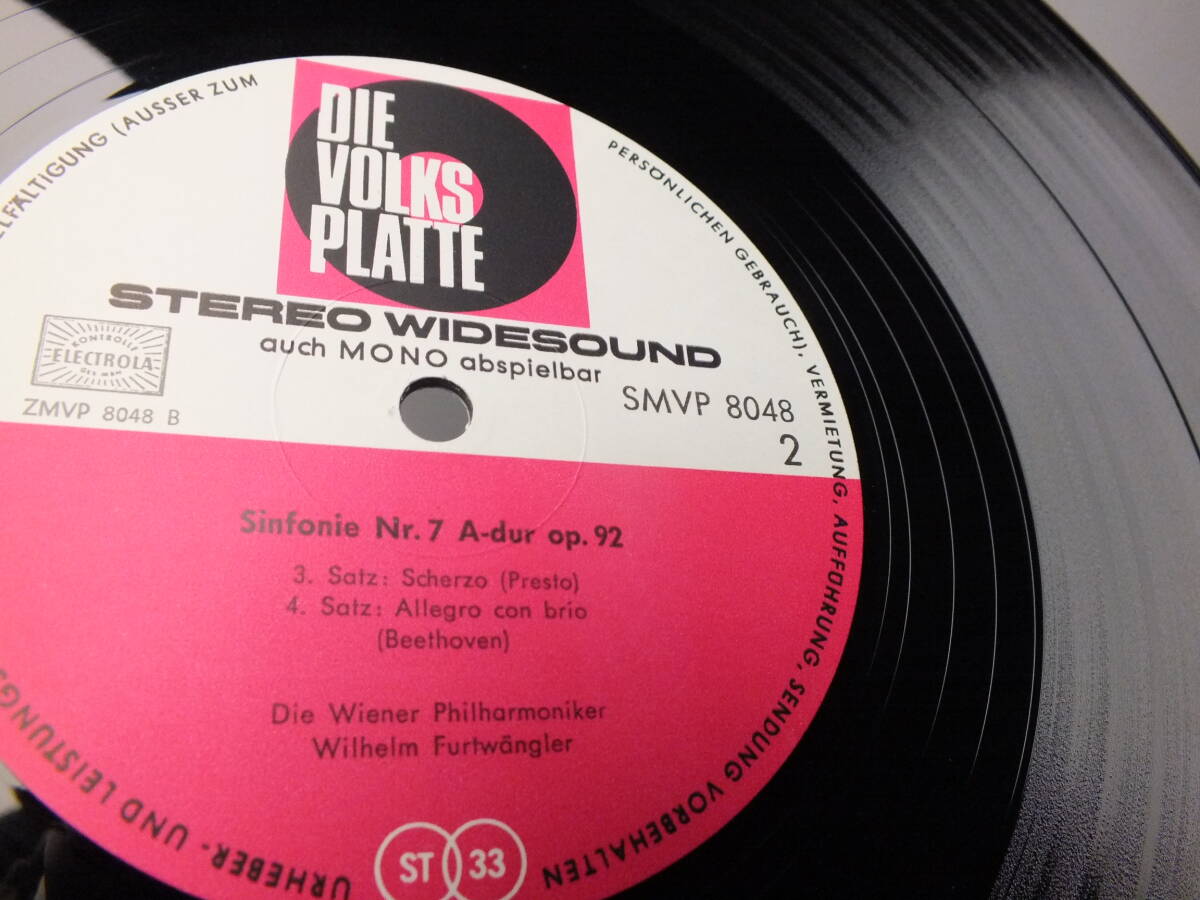 DIE
VOLKS
PLATTE
STEREO WIDESOUND
auch MONO abspielbar
KONTROLLE
ELECTROLA
ZMVP 8048 B
SMVP 8048
2
Sinfonie Nr. 7 A-dur op. 92
3. Satz: Scherzo (Presto)
4. Satz: Allegro con brio
(Beethoven)
Die Wiener Philharmoniker
Wilhelm Furtwängler
ST 33
URHEBER- UND LEISTUNGS
ELFÄLTIGUNG (AUSSER ZUM
PERSÖNLICHEN GEBRAUCH), VERMIETUNG, AUFFÜHRUNG, SENDUNG VORBEHALTEN